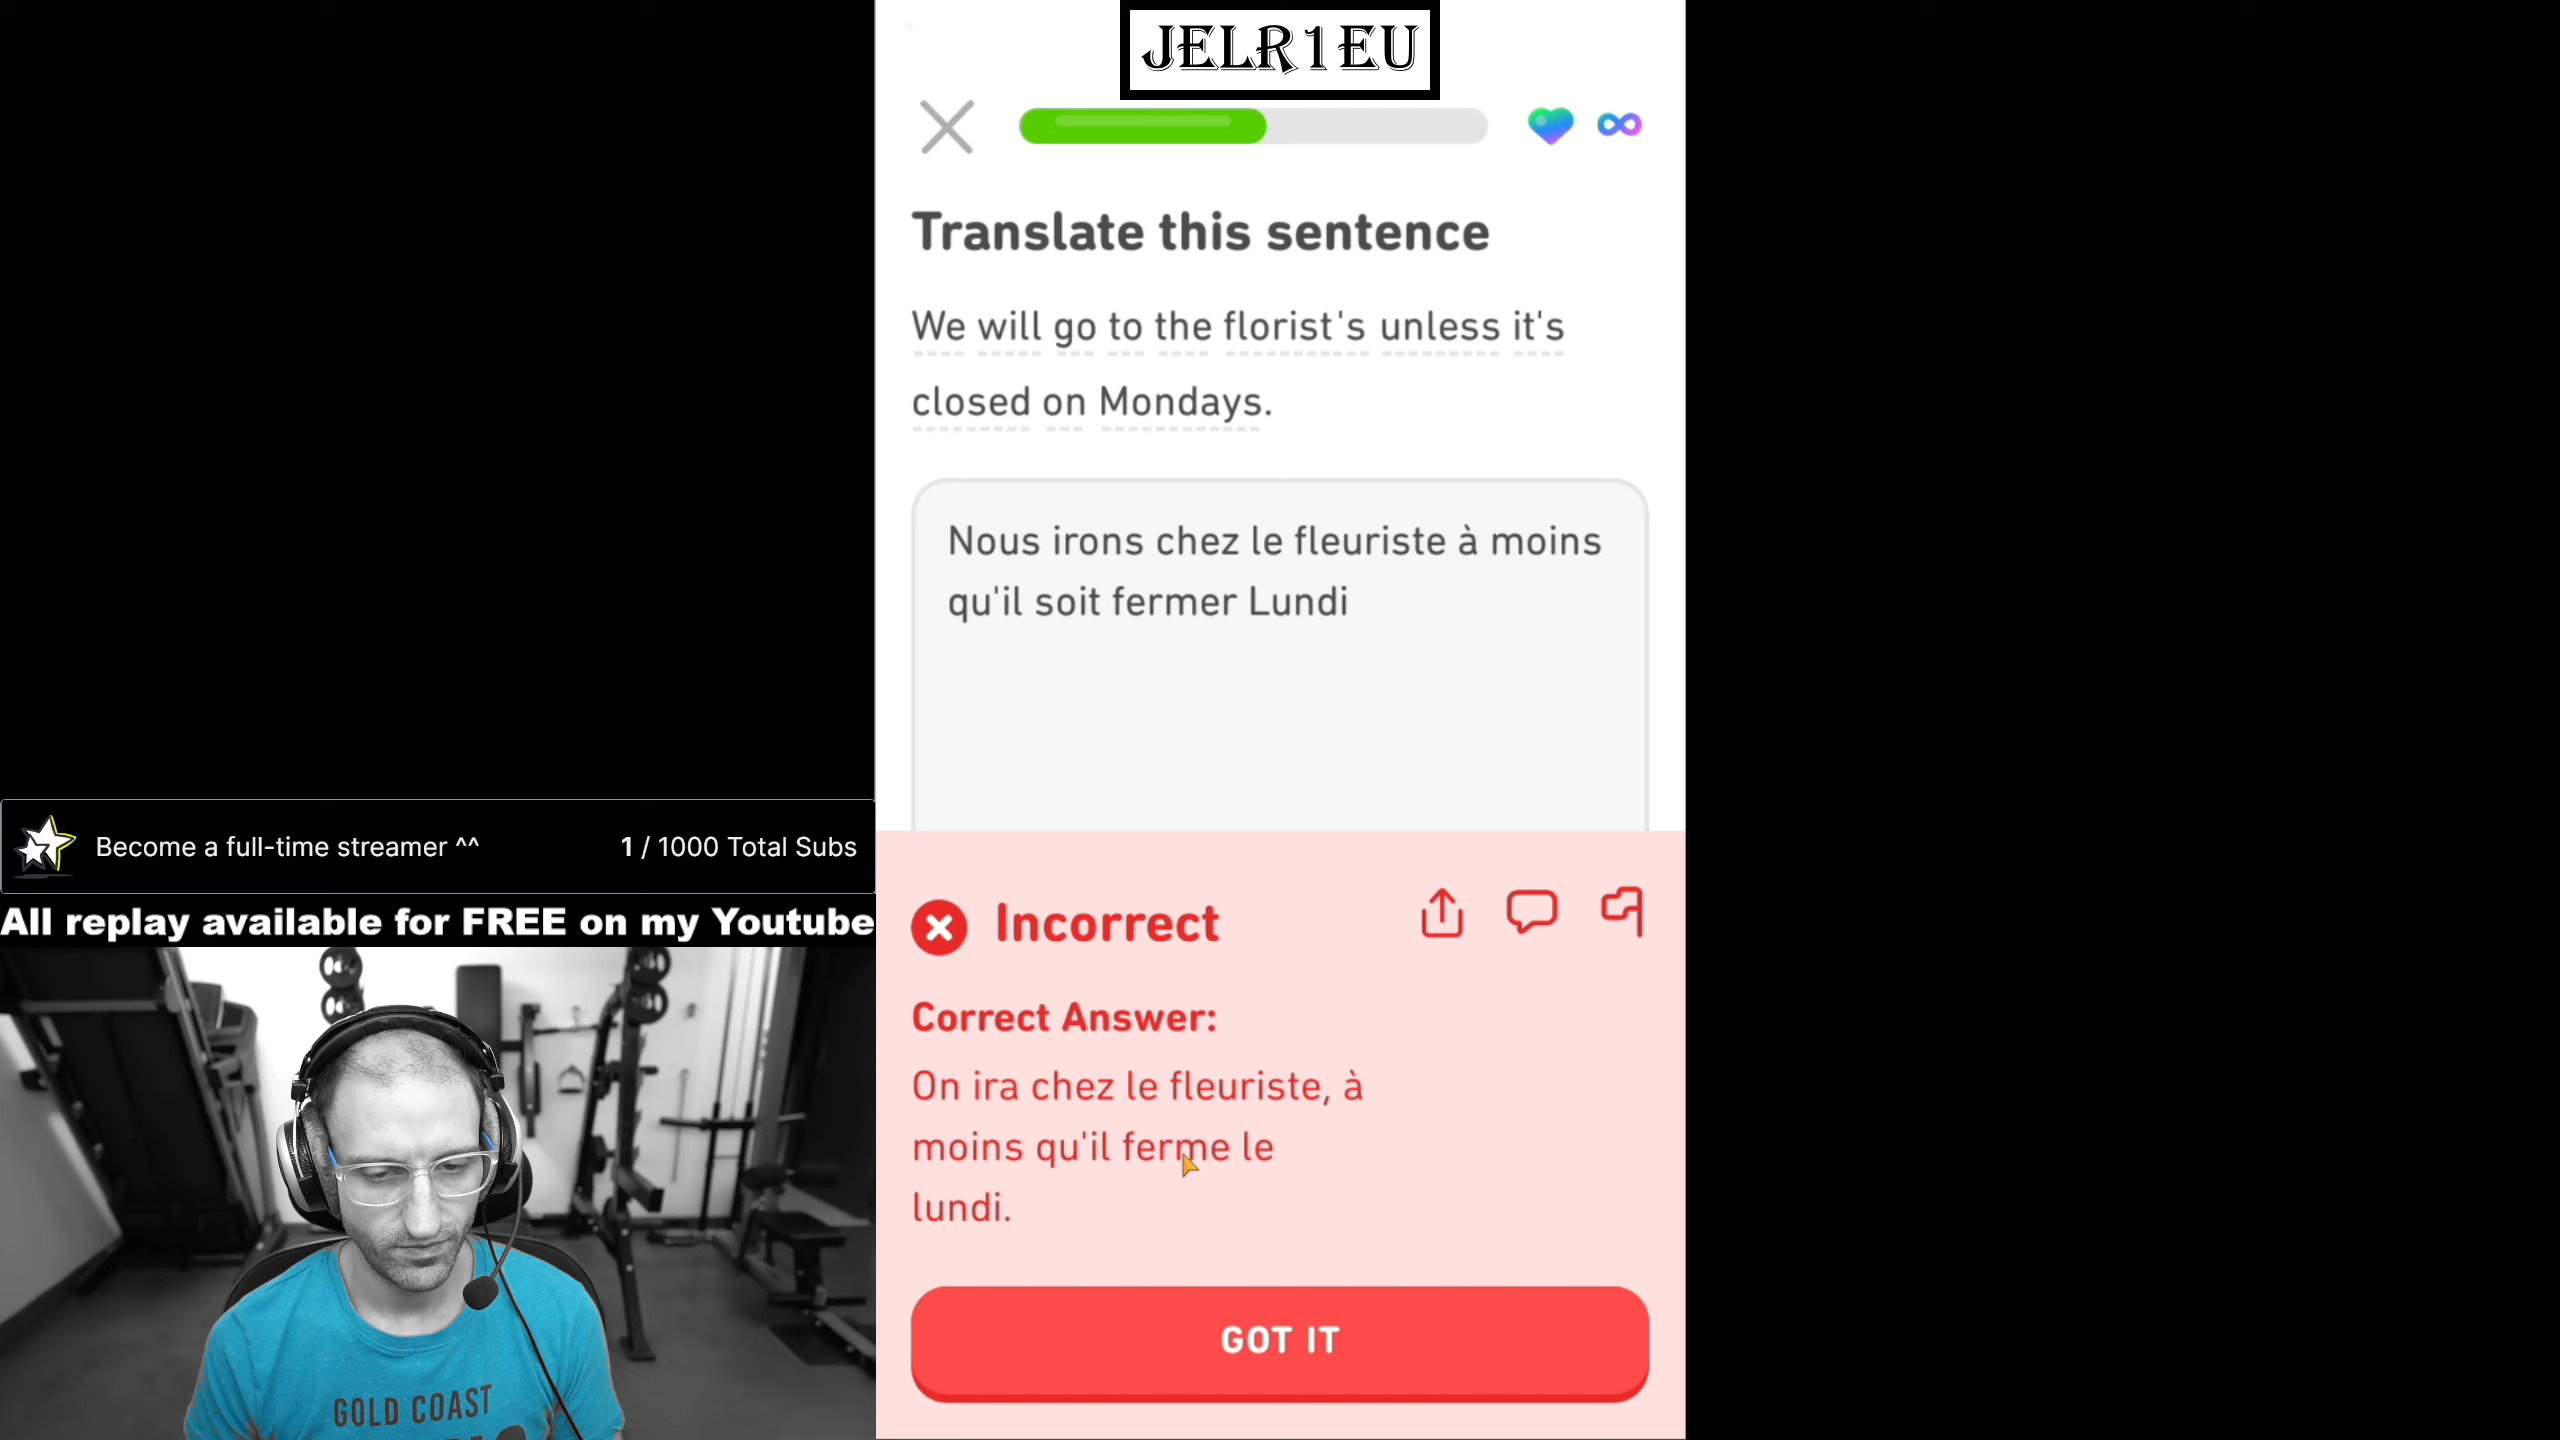 JELR1EU
Translate this sentence
We will go to the florist's unless it's
closed on Mondays.
Nous irons chez le fleuriste à moins
qu'il soit fermer Lundi
Become a full-time streamer ^^ 1 / 1000 Total Subs
All replay available for FREE on my Youtube
Incorrect
Correct Answer:
On ira chez le fleuriste, à
moins qu'il ferme le
lundi.
GOT IT
GOLD COAST